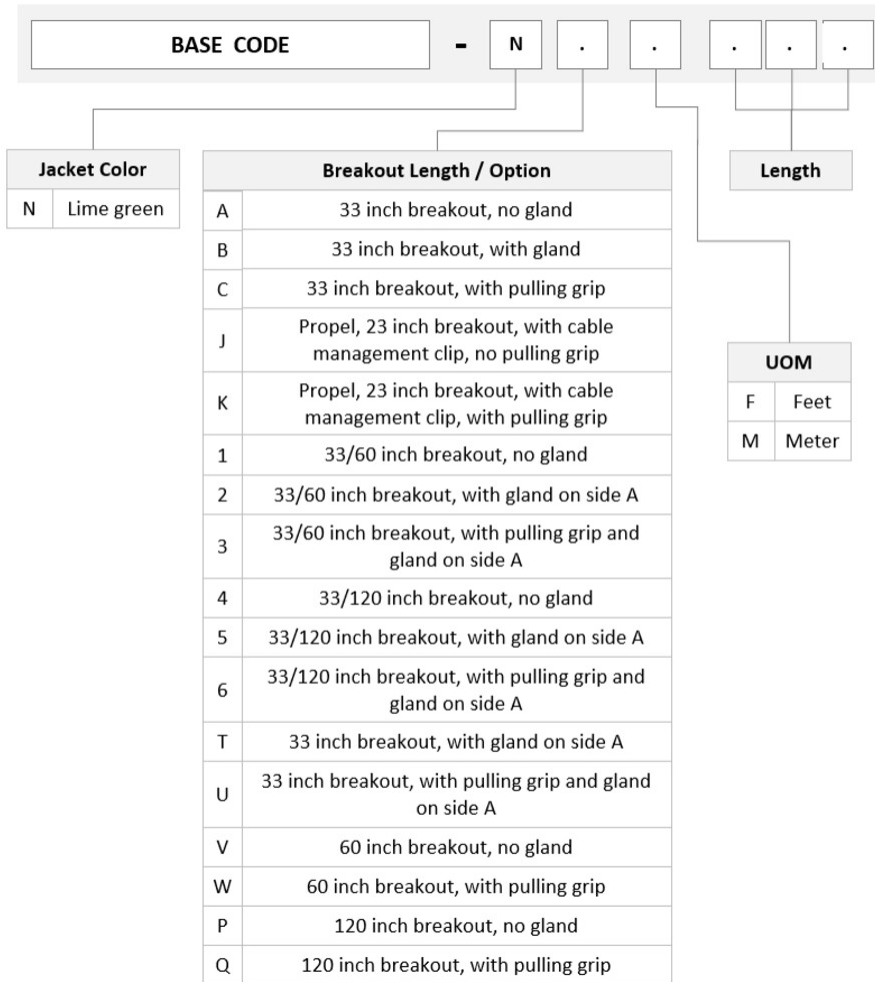 BASE CODE - N . . . . .
Jacket Color
N Lime green
Breakout Length / Option
A 33 inch breakout, no gland
B 33 inch breakout, with gland
C 33 inch breakout, with pulling grip
J Propel, 23 inch breakout, with cable
management clip, no pulling grip
K Propel, 23 inch breakout, with cable
management clip, with pulling grip
1 33/60 inch breakout, no gland
2 33/60 inch breakout, with gland on side A
3 33/60 inch breakout, with pulling grip and
gland on side A
4 33/120 inch breakout, no gland
5 33/120 inch breakout, with gland on side A
6 33/120 inch breakout, with pulling grip and
gland on side A
T 33 inch breakout, with gland on side A
U 33 inch breakout, with pulling grip and gland
on side A
V 60 inch breakout, no gland
W 60 inch breakout, with pulling grip
P 120 inch breakout, no gland
Q 120 inch breakout, with pulling grip
Length
UOM
F Feet
M Meter